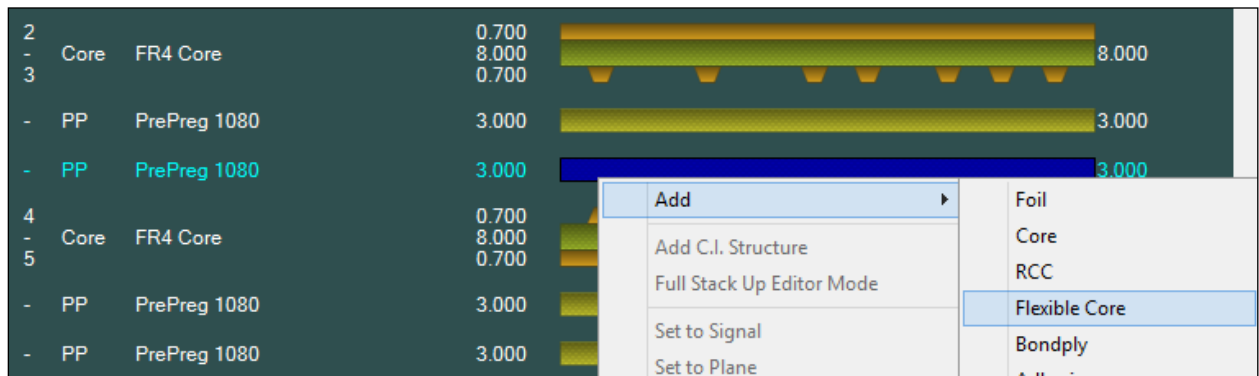 2 0.700
- Core FR4 Core 8.000 8.000
3 0.700
- PP PrePreg 1080 3.000 3.000
- PP PrePreg 1080 3.000 3.000
4 0.700
- Core FR4 Core 8.000
5 0.700
- PP PrePreg 1080 3.000
- PP PrePreg 1080 3.000
Add
Add C.I. Structure
Full Stack Up Editor Mode
Set to Signal
Set to Plane
Foil
Core
RCC
Flexible Core
Bondply